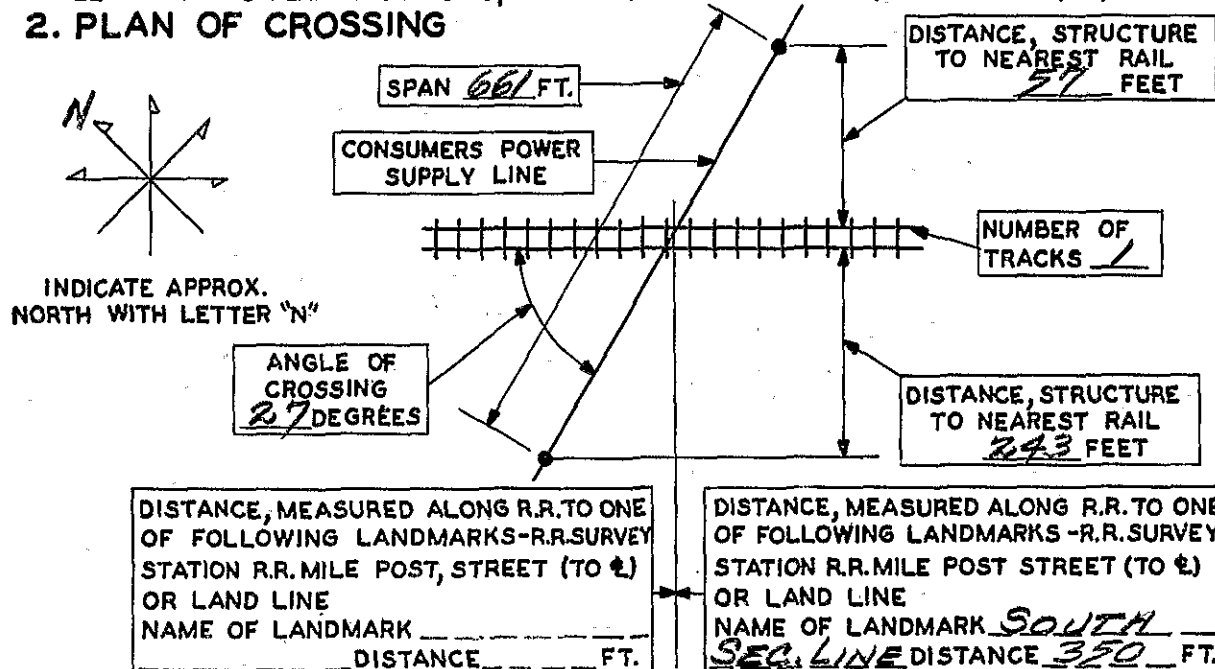 2. PLAN OF CROSSING
SPAN 661 FT.
DISTANCE, STRUCTURE
TO NEAREST RAIL
57 FEET
N
CONSUMERS POWER
SUPPLY LINE
NUMBER OF
TRACKS 1
INDICATE APPROX.
NORTH WITH LETTER "N"
ANGLE OF
CROSSING
27 DEGREES
DISTANCE, STRUCTURE
TO NEAREST RAIL
243 FEET
DISTANCE, MEASURED ALONG R.R. TO ONE
OF FOLLOWING LANDMARKS-R.R. SURVEY
STATION R.R. MILE POST, STREET (TO ℄)
OR LAND LINE
NAME OF LANDMARK
DISTANCE FT.
DISTANCE, MEASURED ALONG R.R. TO ONE
OF FOLLOWING LANDMARKS-R.R. SURVEY
STATION R.R. MILE POST STREET (TO ℄)
OR LAND LINE
NAME OF LANDMARK SOUTH
SEC. LINE DISTANCE 350 FT.